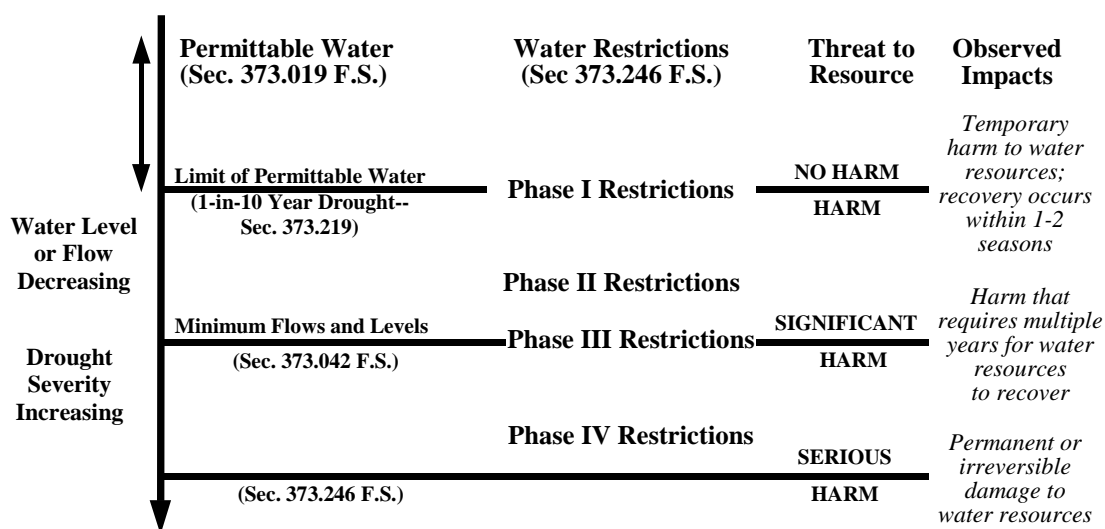 Permittable Water
(Sec. 373.019 F.S.)
Water Restrictions
(Sec 373.246 F.S.)
Threat to
Resource
Observed
Impacts
Limit of Permittable Water
(1-in-10 Year Drought--
Sec. 373.219)
Phase I Restrictions
NO HARM
HARM
Temporary
harm to water
resources;
recovery occurs
within 1-2
seasons
Water Level
or Flow
Decreasing
Phase II Restrictions
Minimum Flows and Levels
(Sec. 373.042 F.S.)
Phase III Restrictions
SIGNIFICANT
HARM
Harm that
requires multiple
years for water
resources
to recover
Drought
Severity
Increasing
Phase IV Restrictions
(Sec. 373.246 F.S.)
SERIOUS
HARM
Permanent or
irreversible
damage to
water resources